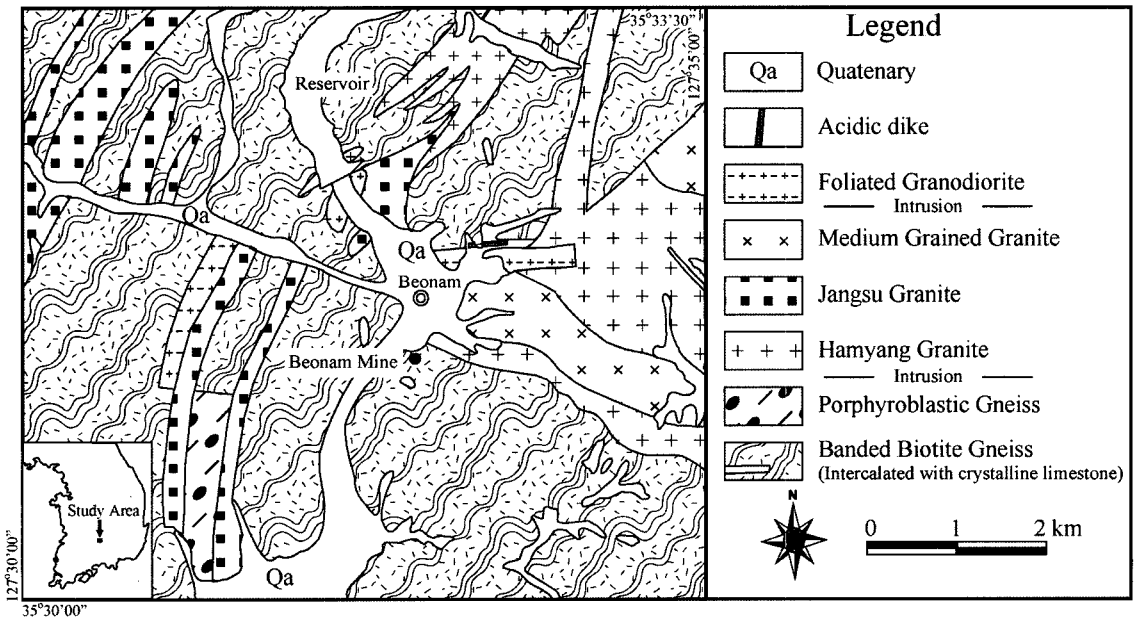 35°33'30"
127°35'00"
Reservoir
Qa
Qa
Beonam
Beonam Mine
Study Area
Qa
127°30'00"
35°30'00"
Legend
Qa Quatenary
Acidic dike
Foliated Granodiorite
Intrusion
Medium Grained Granite
Jangsu Granite
Hamyang Granite
Intrusion
Porphyroblastic Gneiss
Banded Biotite Gneiss
(Intercalated with crystalline limestone)
N
0 1 2 km